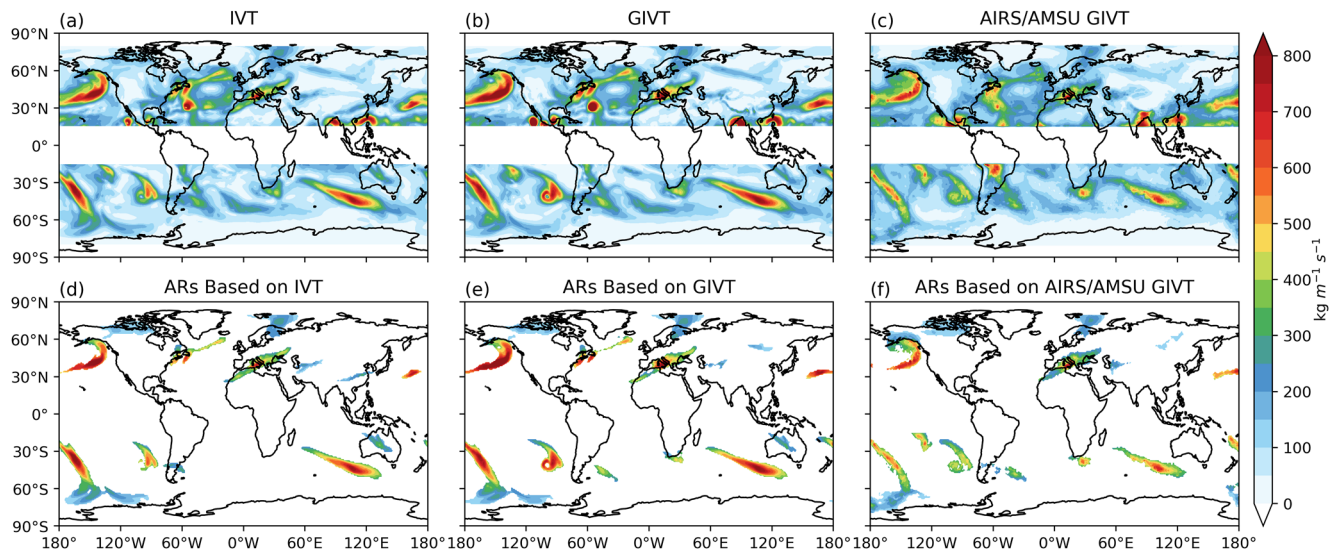 (a) IVT
(b) GIVT
(c) AIRS/AMSU GIVT
90°N
60°N
30°N
0°
30°S
60°S
90°S
800
700
600
500
400
300
200
100
0
kg m⁻¹ s⁻¹
(d) ARs Based on IVT
(e) ARs Based on GIVT
(f) ARs Based on AIRS/AMSU GIVT
90°N
60°N
30°N
0°
30°S
60°S
90°S
180° 120°W 60°W 0°W 60°E 120°E 180° 120°W 60°W 0°W 60°E 120°E 180° 120°W 60°W 0°W 60°E 120°E 180°